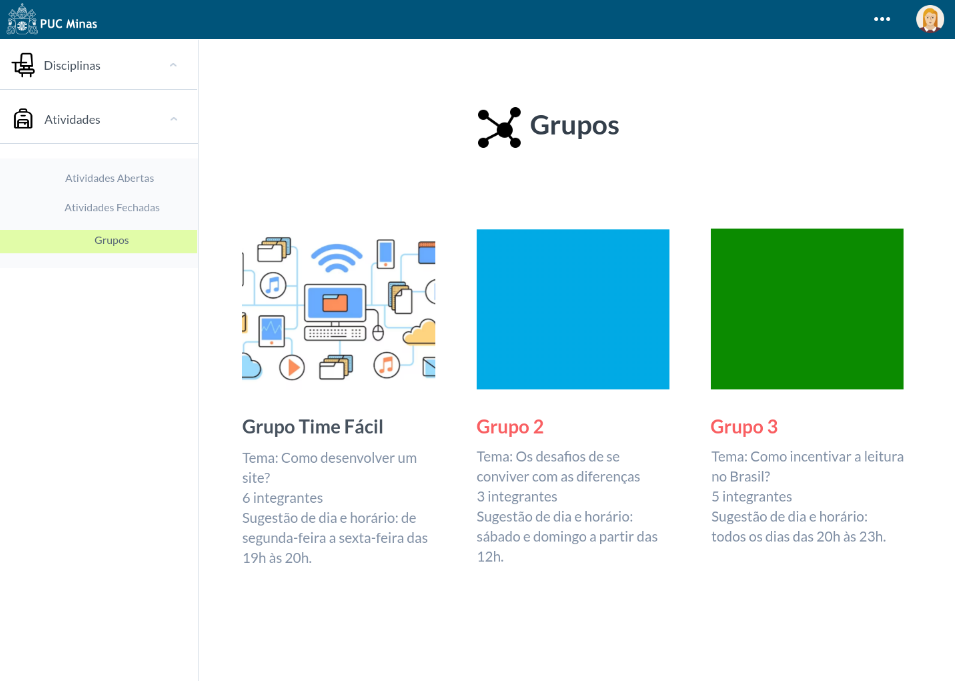 PUC Minas
Disciplinas
Atividades
Atividades Abertas
Atividades Fechadas
Grupos
Grupos
Grupo Time Fácil
Tema: Como desenvolver um
site?
6 integrantes
Sugestão de dia e horário: de
segunda-feira a sexta-feira das
19h às 20h.
Grupo 2
Tema: Os desafios de se
conviver com as diferenças
3 integrantes
Sugestão de dia e horário:
sábado e domingo a partir das
12h.
Grupo 3
Tema: Como incentivar a leitura
no Brasil?
5 integrantes
Sugestão de dia e horário:
todos os dias das 20h às 23h.